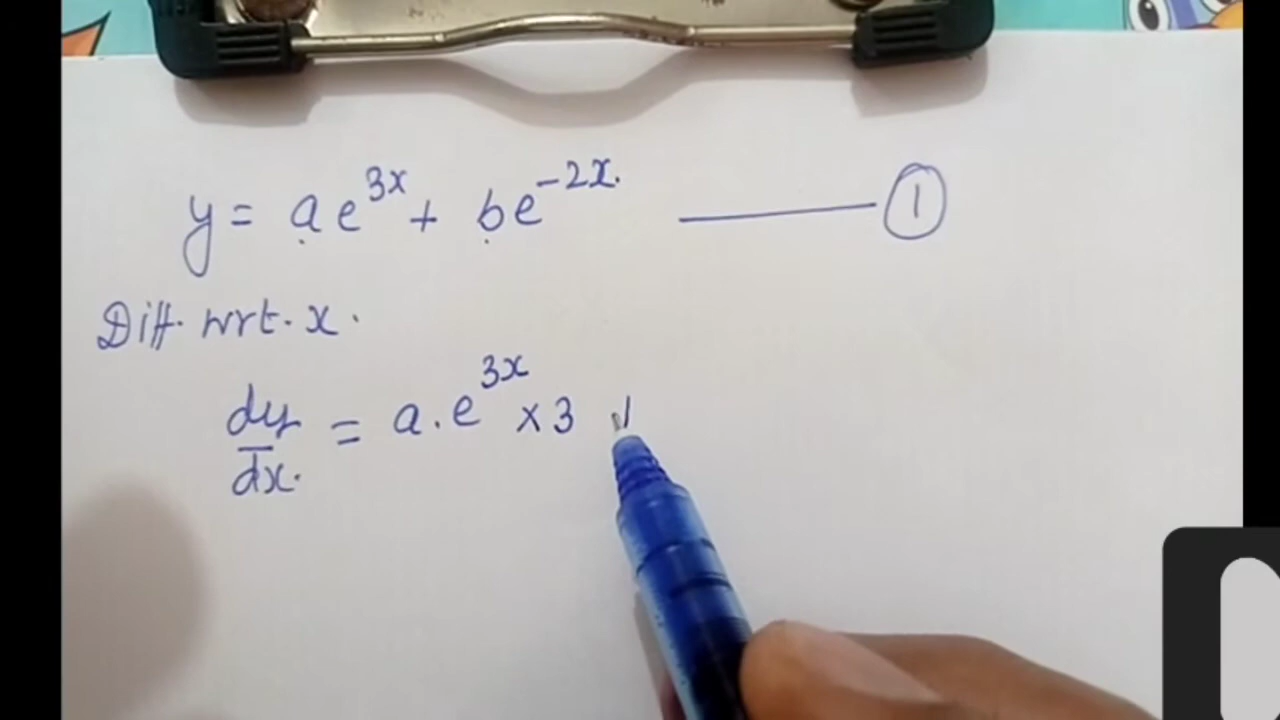 y = ae^{3x} + be^{-2x}. ——— ①
Diff. wrt. x.
dy/dx. = a.e^{3x} × 3